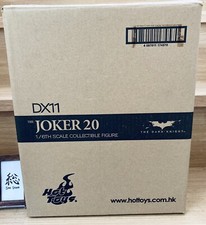 DX11
THE JOKER 2.0
1/6TH SCALE COLLECTIBLE FIGURE
THE DARK KNIGHT
総
Hot Toys
www.hottoys.com.hk